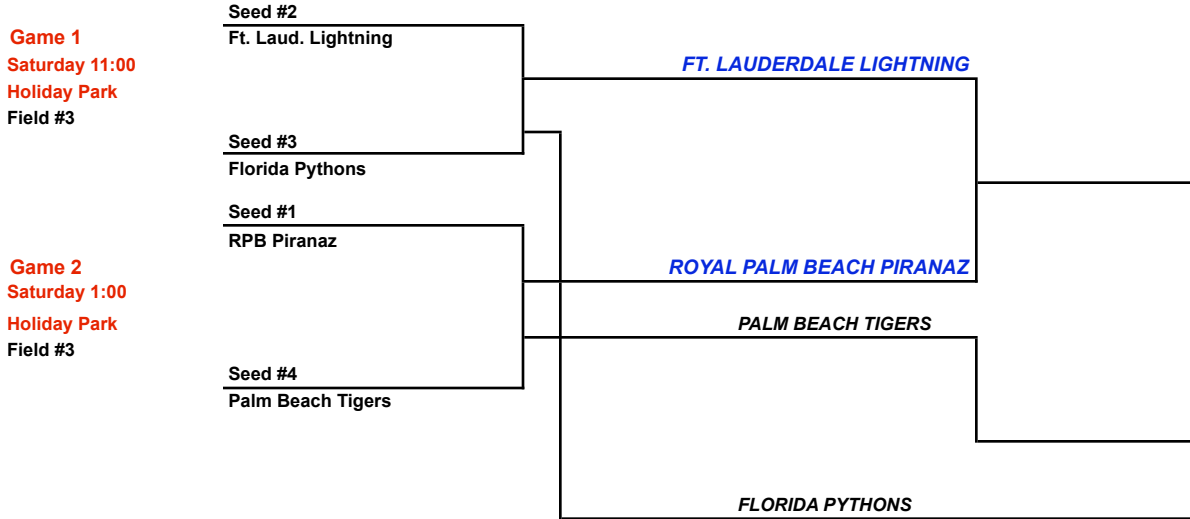 Seed #2
Game 1
Ft. Laud. Lightning
Saturday 11:00
FT. LAUDERDALE LIGHTNING
Holiday Park
Field #3
Seed #3
Florida Pythons
Seed #1
RPB Piranaz
Game 2
ROYAL PALM BEACH PIRANAZ
Saturday 1:00
Holiday Park
PALM BEACH TIGERS
Field #3
Seed #4
Palm Beach Tigers
FLORIDA PYTHONS